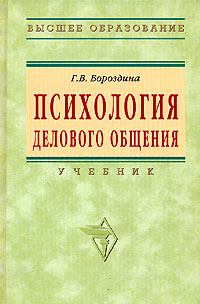 ВЫСШЕЕ ОБРАЗОВАНИЕ
Г.В. Бороздина
ПСИХОЛОГИЯ
ДЕЛОВОГО ОБЩЕНИЯ
УЧЕБНИК